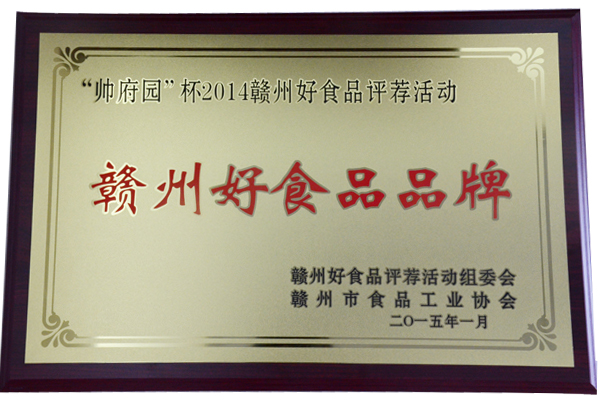 “帅府园”杯2014赣州好食品评荐活动
赣州好食品品牌
赣州好食品评荐活动组委会
赣州市食品工业协会
二〇一五年一月